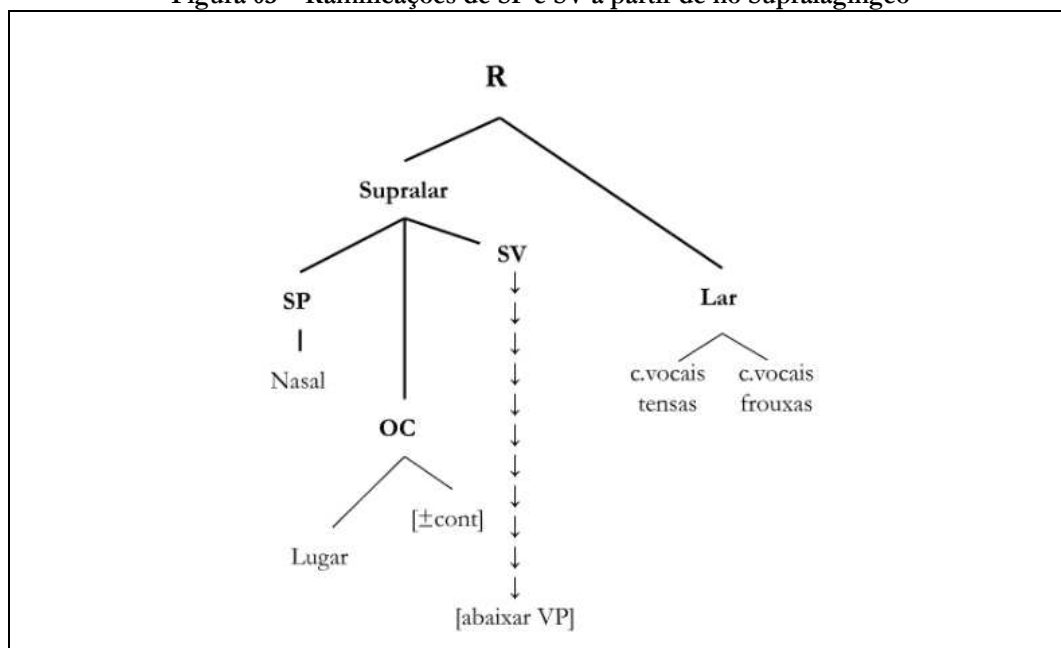 R
Supralar
SV
SP
Lar
Nasal
c.vocais c.vocais
tensas frouxas
OC
[±cont]
Lugar
[abaixar VP]